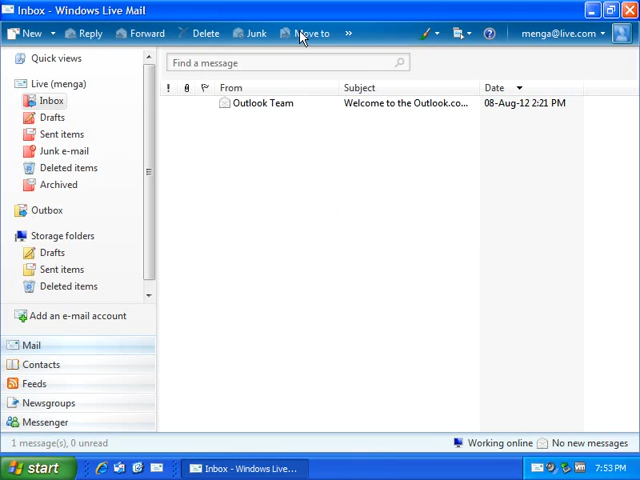 Inbox - Windows Live Mail
New Reply Forward Delete Junk Move to » menga@live.com
Quick views
Live (menga)
Inbox
Drafts
Sent items
Junk e-mail
Deleted items
Archived
Outbox
Storage folders
Drafts
Sent items
Deleted items
Add an e-mail account
Mail
Contacts
Feeds
Newsgroups
Messenger
Find a message
! From Subject Date
Outlook Team Welcome to the Outlook.co... 08-Aug-12 2:21 PM
1 message(s), 0 unread Working online No new messages
start Inbox - Windows Live... 7:53 PM